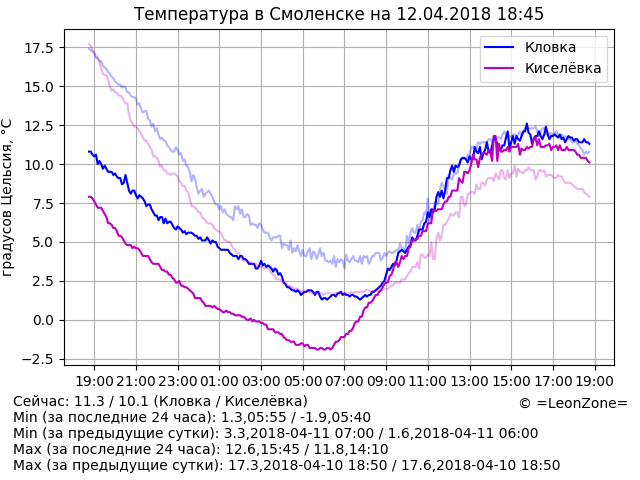 Температура в Смоленске на 12.04.2018 18:45
градусов Цельсия, °C
17.5
15.0
12.5
10.0
7.5
5.0
2.5
0.0
−2.5
Кловка
Киселёвка
19:00 21:00 23:00 01:00 03:00 05:00 07:00 09:00 11:00 13:00 15:00 17:00 19:00
Сейчас: 11.3 / 10.1 (Кловка / Киселёвка)
© =LeonZone=
Min (за последние 24 часа): 1.3,05:55 / -1.9,05:40
Min (за предыдущие сутки): 3.3,2018-04-11 07:00 / 1.6,2018-04-11 06:00
Max (за последние 24 часа): 12.6,15:45 / 11.8,14:10
Max (за предыдущие сутки): 17.3,2018-04-10 18:50 / 17.6,2018-04-10 18:50